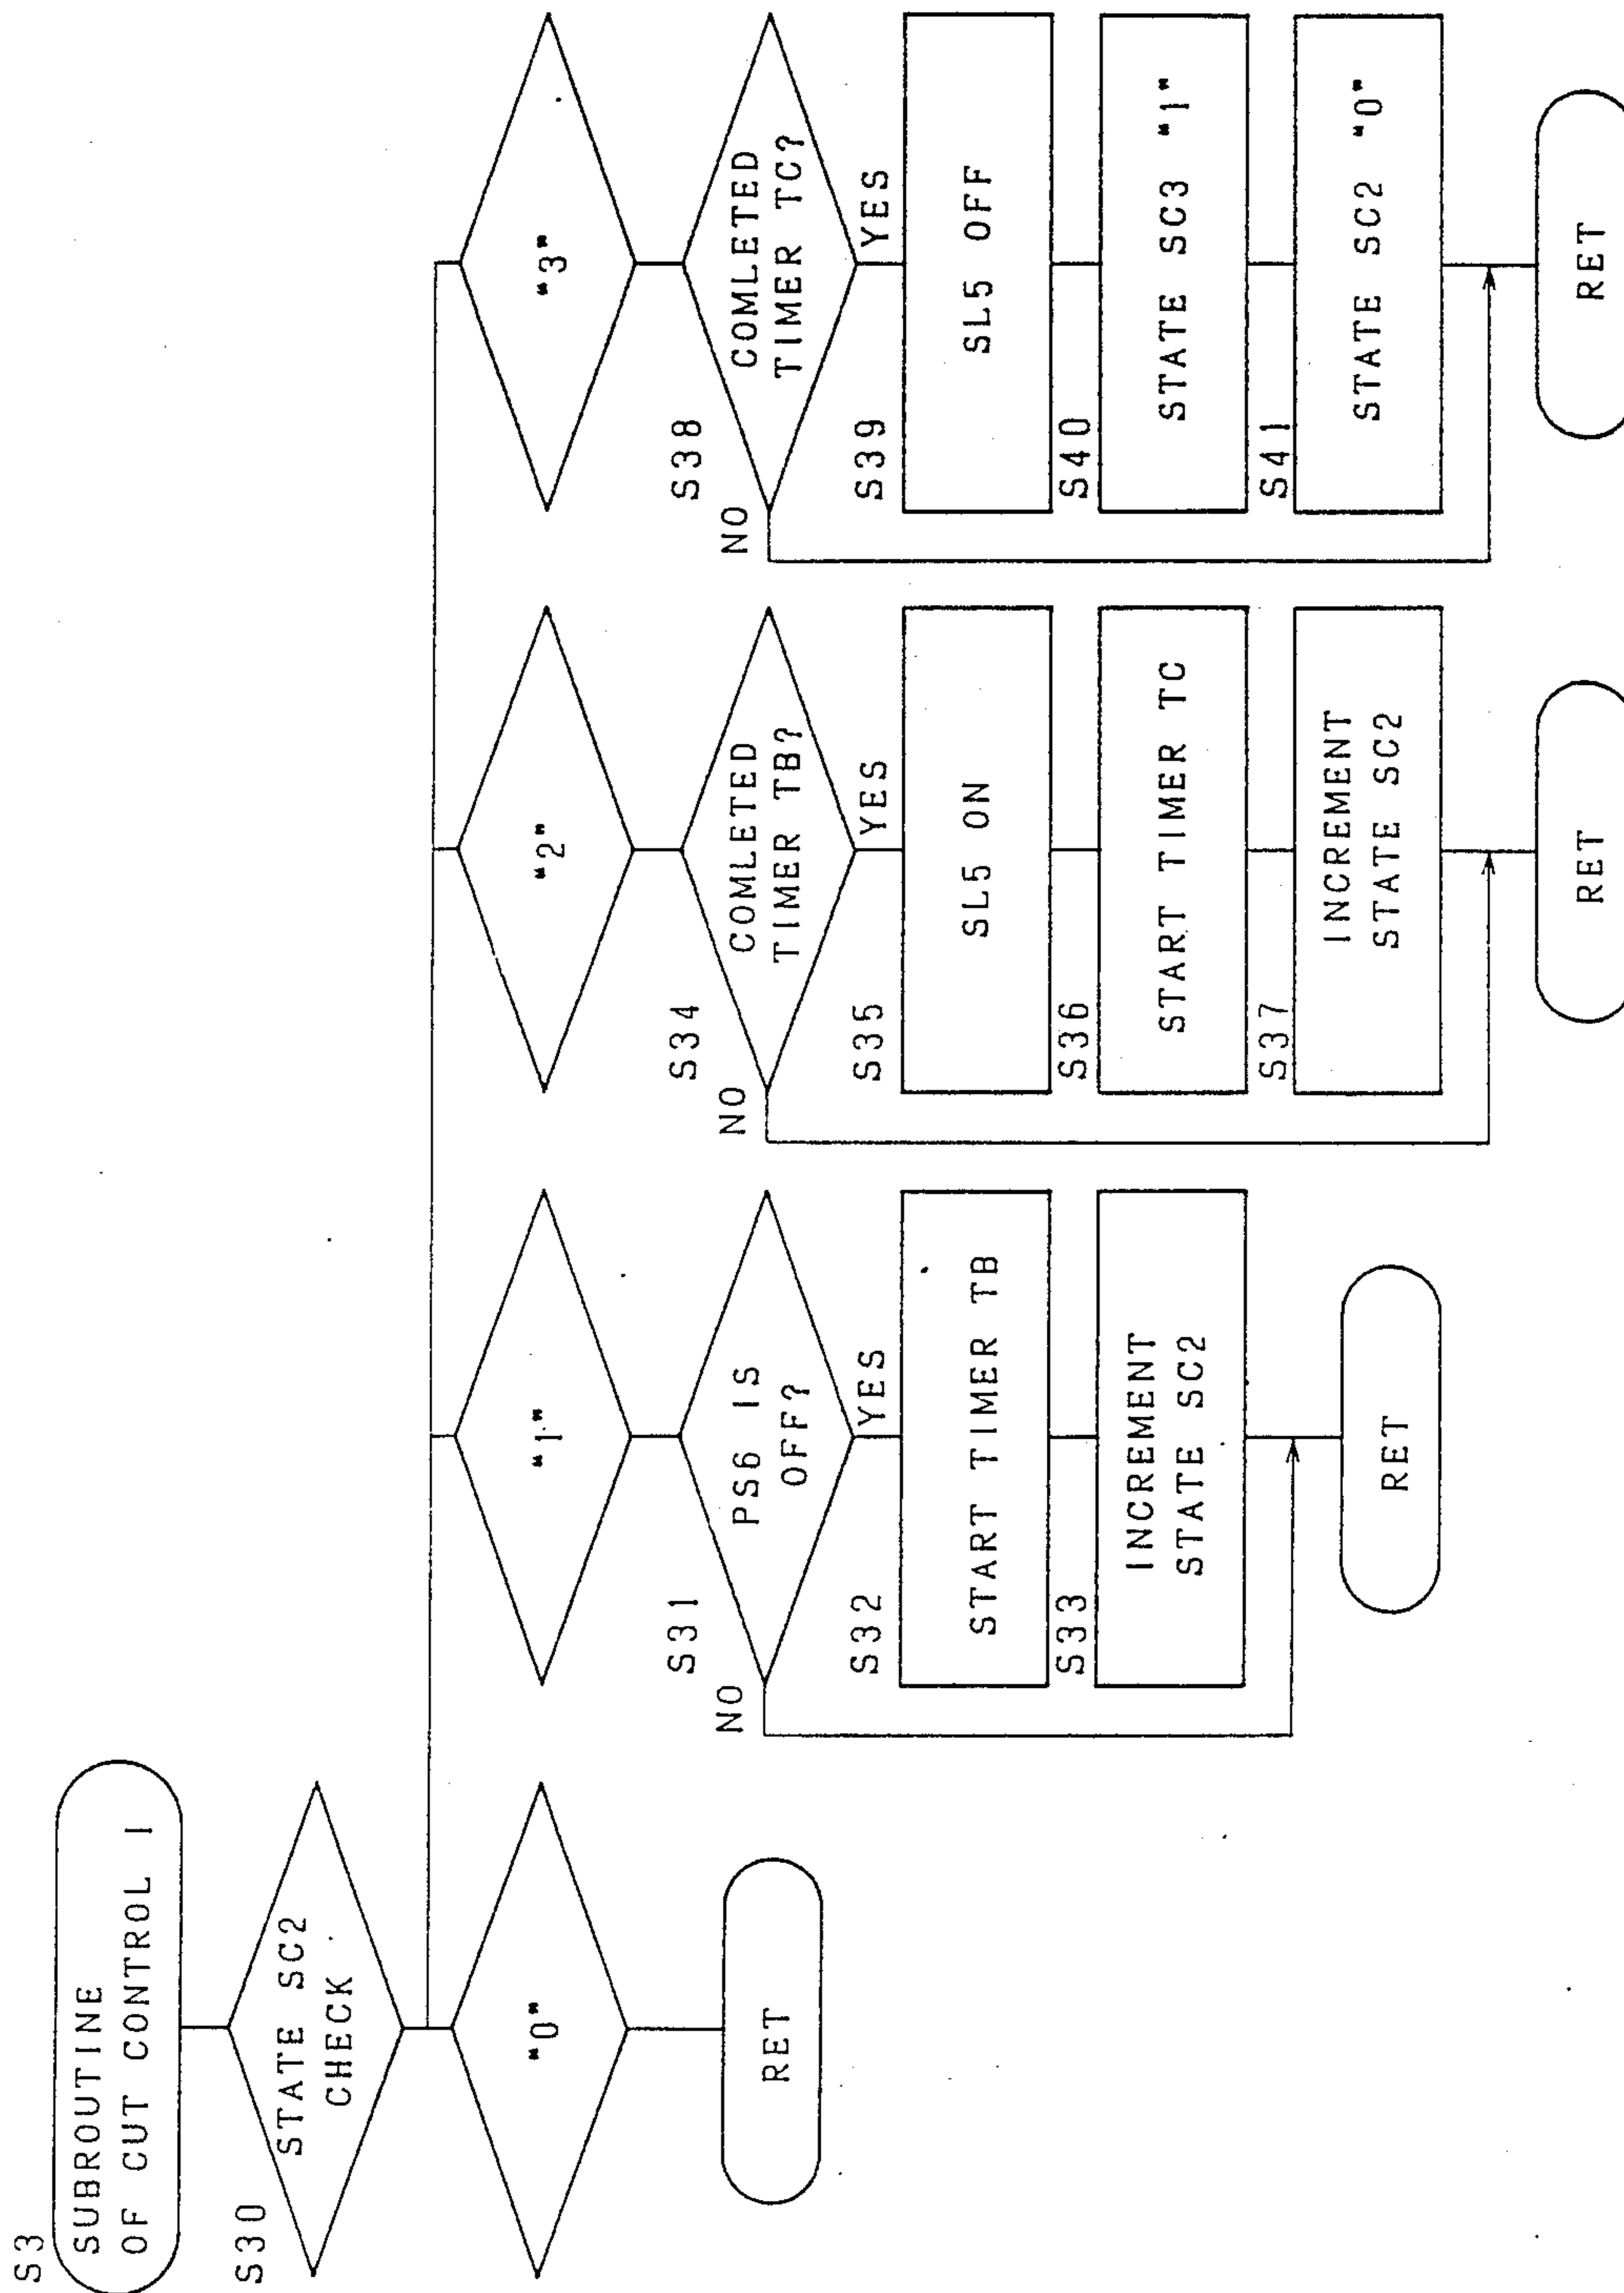 S3
SUBROUTINE
OF CUT CONTROL I
S30
STATE SC2
CHECK
"0"
RET
"1"
S31
PS6 IS
OFF?
NO
YES
S32
START TIMER TB
S33
INCREMENT
STATE SC2
RET
"2"
S34
COMLETED
TIMER TB?
NO
YES
S35
SL5 ON
S36
START TIMER TC
S37
INCREMENT
STATE SC2
RET
"3"
S38
COMLETED
TIMER TC?
NO
YES
S39
SL5 OFF
S40
STATE SC3 "1"
S41
STATE SC2 "0"
RET